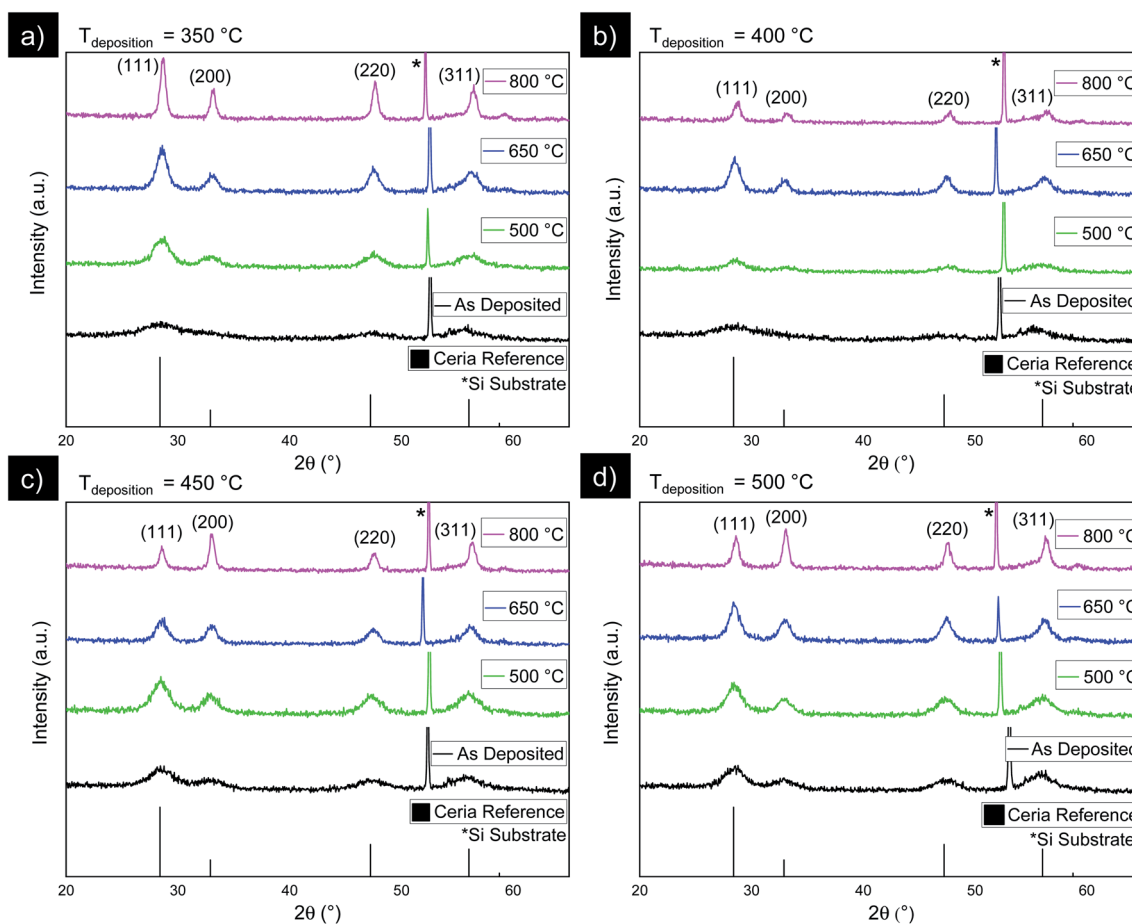 a)
T_deposition = 350 °C
(111)
(200)
(220)
*
(311)
800 °C
650 °C
500 °C
As Deposited
Ceria Reference
*Si Substrate
Intensity (a.u.)
20 30 40 50 60
2θ (°)
b)
T_deposition = 400 °C
(111)
(200)
(220)
*
(311)
800 °C
650 °C
500 °C
As Deposited
Ceria Reference
*Si Substrate
Intensity (a.u.)
20 30 40 50 60
2θ (°)
c)
T_deposition = 450 °C
(111)
(200)
(220)
*
(311)
800 °C
650 °C
500 °C
As Deposited
Ceria Reference
*Si Substrate
Intensity (a.u.)
20 30 40 50 60
2θ (°)
d)
T_deposition = 500 °C
(111)
(200)
(220)
*
(311)
800 °C
650 °C
500 °C
As Deposited
Ceria Reference
*Si Substrate
Intensity (a.u.)
20 30 40 50 60
2θ (°)